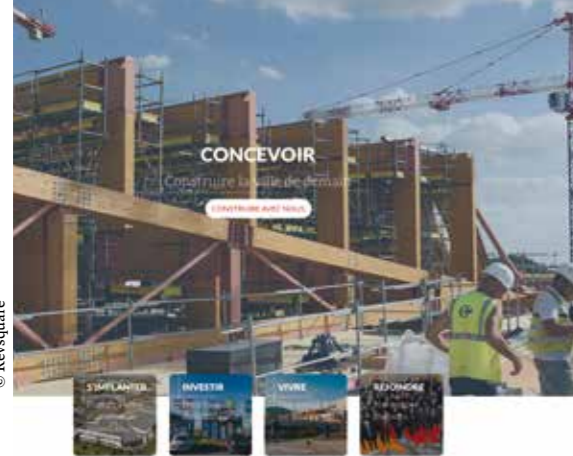 CONCEVOIR
Construire la ville de demain
CONSTRUIRE AVEC NOUS
S'IMPLANTER
INVESTIR
VIVRE
REJOINDRE
© Revsquare